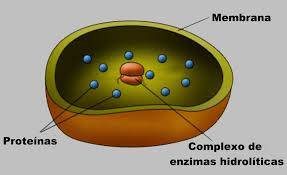 Membrana
Proteínas
Complexo de
enzimas hidrolíticas